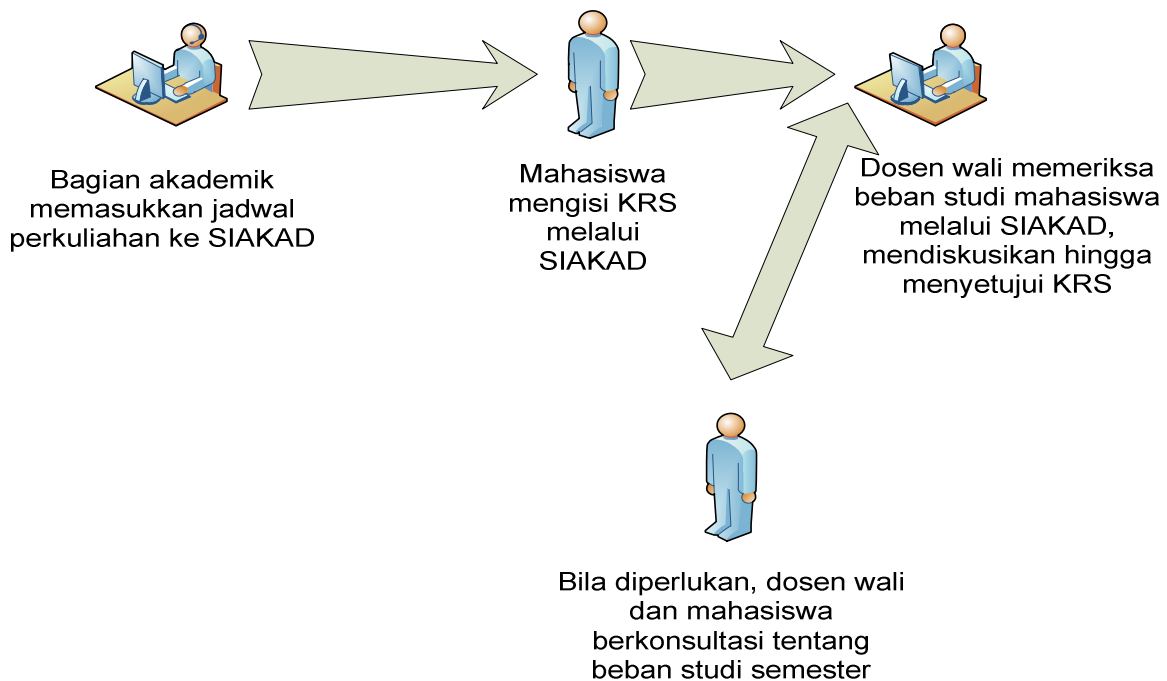 Bagian akademik
memasukkan jadwal
perkuliahan ke SIAKAD
Mahasiswa
mengisi KRS
melalui
SIAKAD
Dosen wali memeriksa
beban studi mahasiswa
melalui SIAKAD,
mendiskusikan hingga
menyetujui KRS
Bila diperlukan, dosen wali
dan mahasiswa
berkonsultasi tentang
beban studi semester